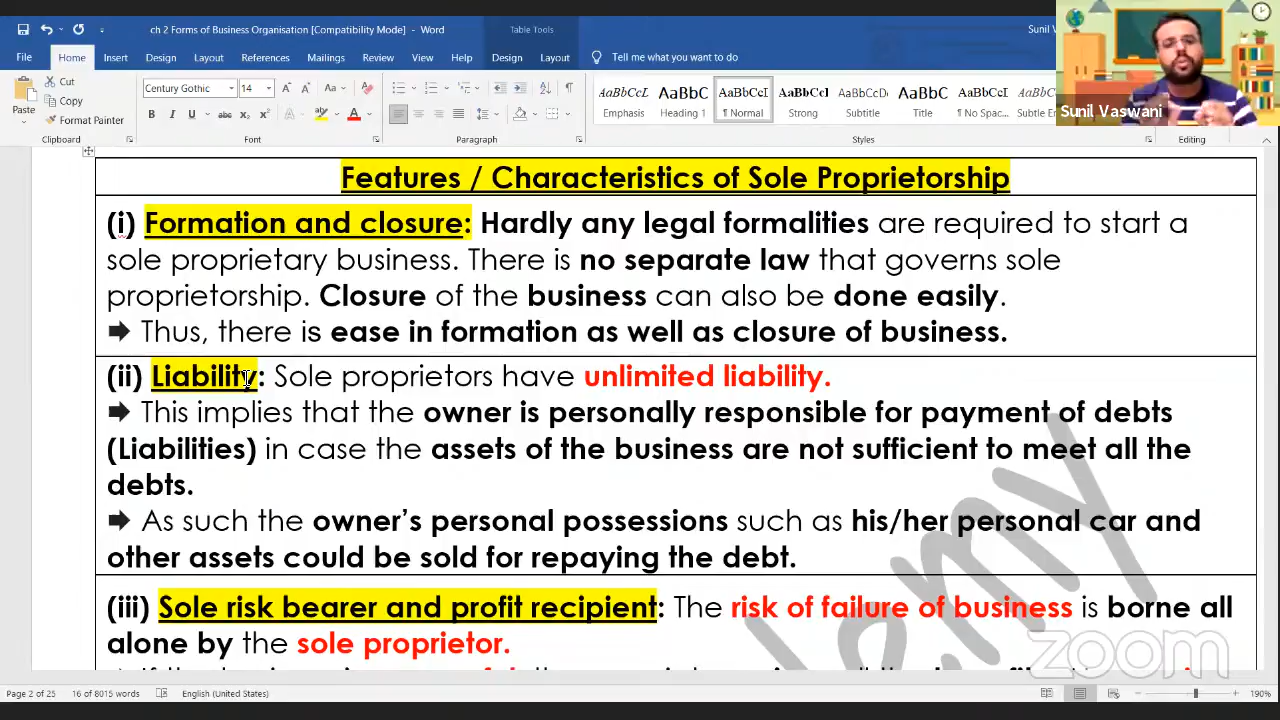 ch 2 Forms of Business Organisation [Compatibility Mode] - Word
Table Tools
Sunil V
File Home Insert Design Layout References Mailings Review View Help Design Layout Tell me what you want to do
Paste
Cut
Copy
Format Painter
Century Gothic 14
AaBbCcL AaBbC AaBbCcI AaBbCcI AaBbCcDc AaBbC AaBbCcI
Emphasis Heading 1 ¶ Normal Strong Subtitle Title ¶ No Spac...
Clipboard Font Paragraph Styles Editing
Sunil Vaswani
Features / Characteristics of Sole Proprietorship
(i) Formation and closure: Hardly any legal formalities are required to start a
sole proprietary business. There is no separate law that governs sole
proprietorship. Closure of the business can also be done easily.
➡ Thus, there is ease in formation as well as closure of business.
(ii) Liability: Sole proprietors have unlimited liability.
➡ This implies that the owner is personally responsible for payment of debts
(Liabilities) in case the assets of the business are not sufficient to meet all the
debts.
➡ As such the owner's personal possessions such as his/her personal car and
other assets could be sold for repaying the debt.
(iii) Sole risk bearer and profit recipient: The risk of failure of business is borne all
alone by the sole proprietor.
zoom
Page 2 of 25 16 of 8015 words English (United States) 190%